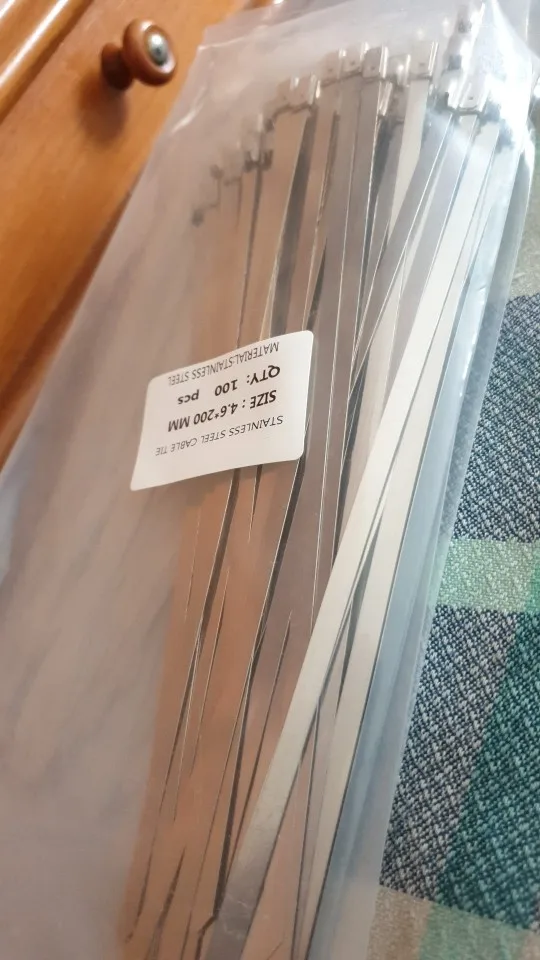 STAINLESS STEEL CABLE TIE
SIZE : 4.6*200 MM
QTY: 100 pcs
MATERIAL:STAINLESS STEEL